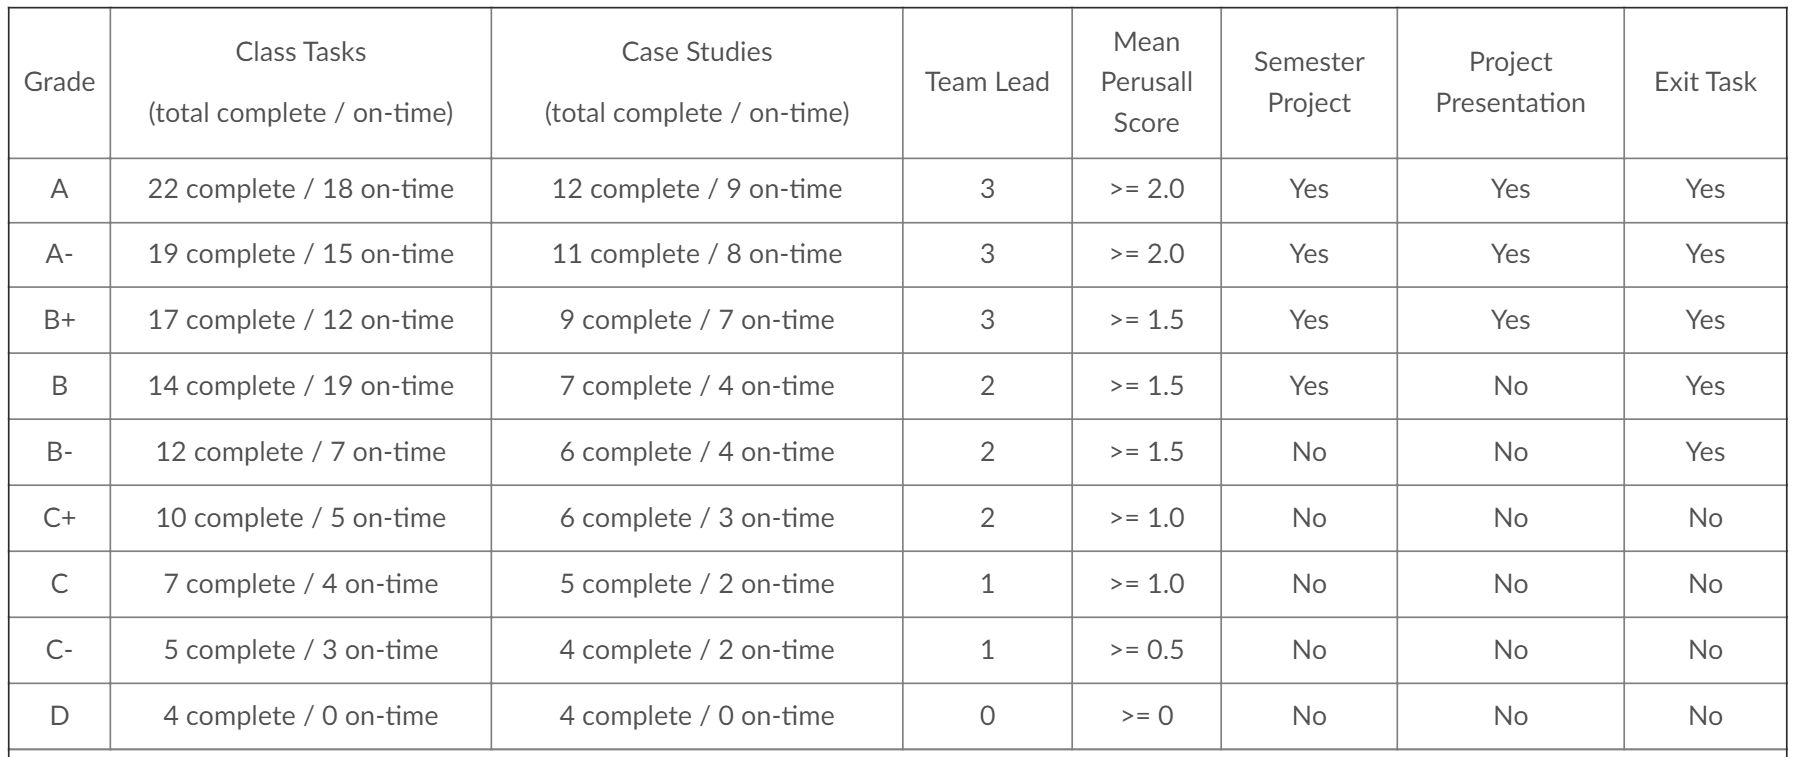 Grade | Class Tasks (total complete / on-time) | Case Studies (total complete / on-time) | Team Lead | Mean Perusall Score | Semester Project | Project Presentation | Exit Task
A | 22 complete / 18 on-time | 12 complete / 9 on-time | 3 | >= 2.0 | Yes | Yes | Yes
A- | 19 complete / 15 on-time | 11 complete / 8 on-time | 3 | >= 2.0 | Yes | Yes | Yes
B+ | 17 complete / 12 on-time | 9 complete / 7 on-time | 3 | >= 1.5 | Yes | Yes | Yes
B | 14 complete / 19 on-time | 7 complete / 4 on-time | 2 | >= 1.5 | Yes | No | Yes
B- | 12 complete / 7 on-time | 6 complete / 4 on-time | 2 | >= 1.5 | No | No | Yes
C+ | 10 complete / 5 on-time | 6 complete / 3 on-time | 2 | >= 1.0 | No | No | No
C | 7 complete / 4 on-time | 5 complete / 2 on-time | 1 | >= 1.0 | No | No | No
C- | 5 complete / 3 on-time | 4 complete / 2 on-time | 1 | >= 0.5 | No | No | No
D | 4 complete / 0 on-time | 4 complete / 0 on-time | 0 | >= 0 | No | No | No